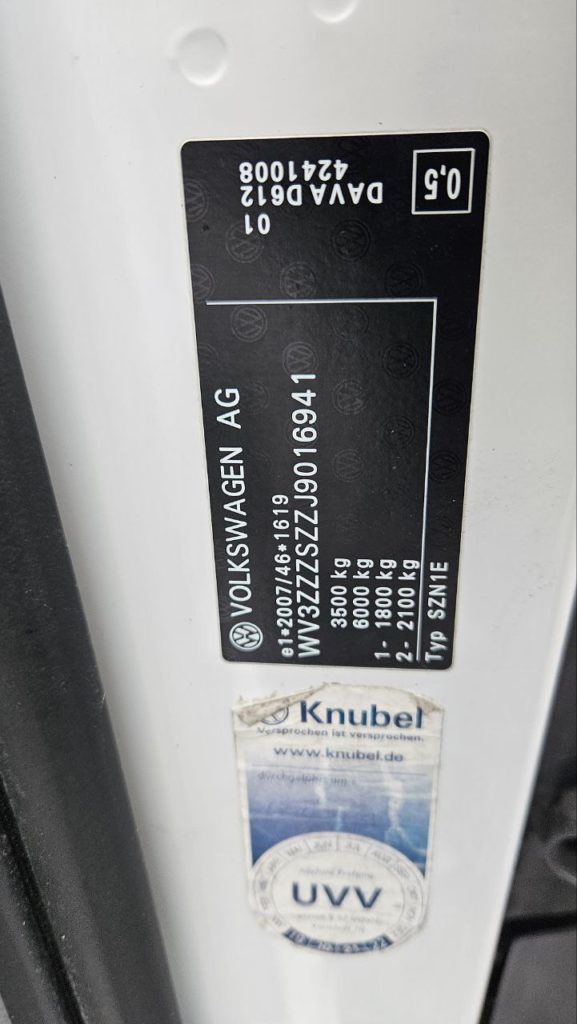 VOLKSWAGEN AG
e1*2007/46*1619
WV3ZZZSZZJ9016941
3500 kg
6000 kg
1- 1800 kg
2- 2100 kg
Typ SZN1E
01
DAVA D612
4241008
0,5
Knubel
Versprochen ist versprochen.
www.knubel.de
UVV